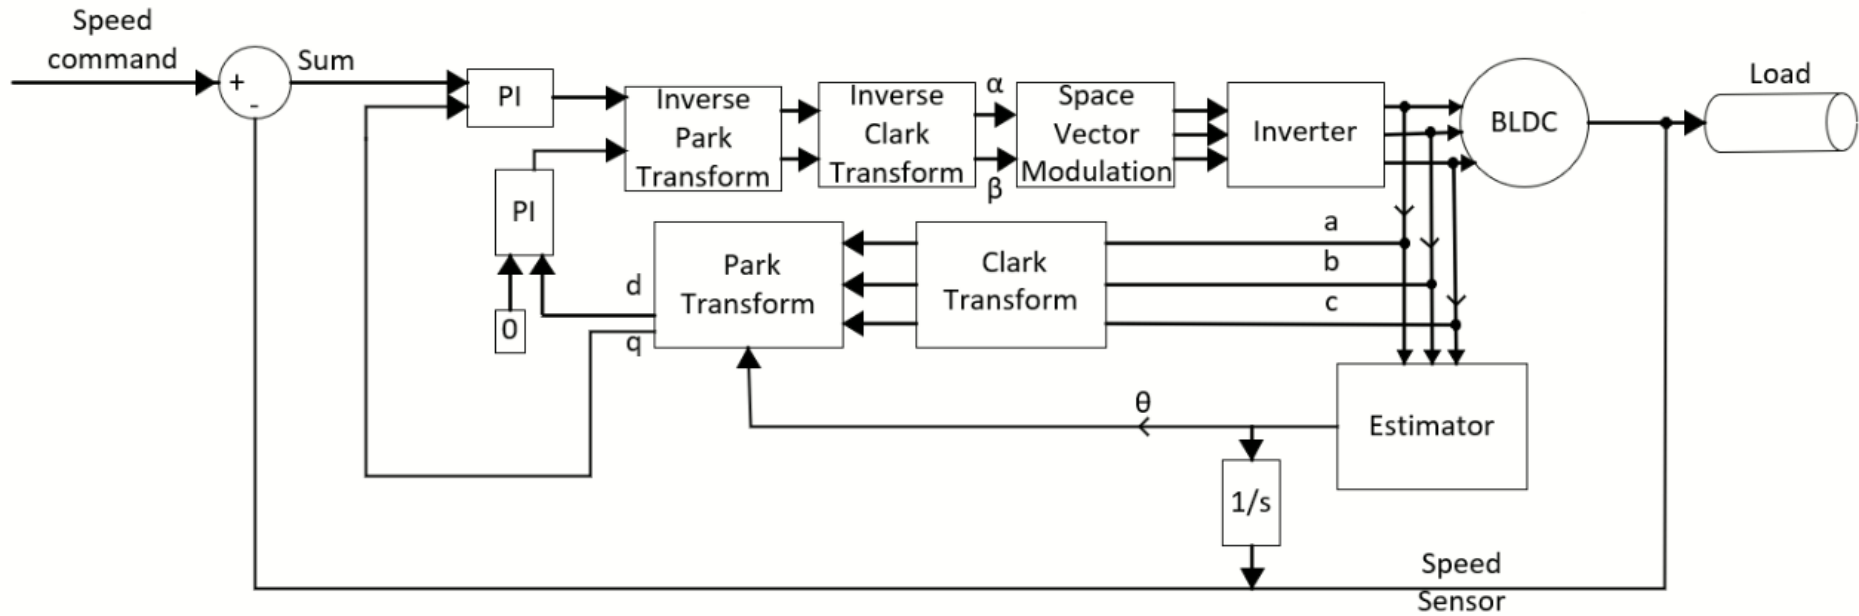 Speed
command
+
-
Sum
PI
Inverse
Park
Transform
Inverse
Clark
Transform
α
β
Space
Vector
Modulation
Inverter
BLDC
Load
PI
0
d
q
Park
Transform
Clark
Transform
a
b
c
θ
Estimator
1/s
Speed
Sensor